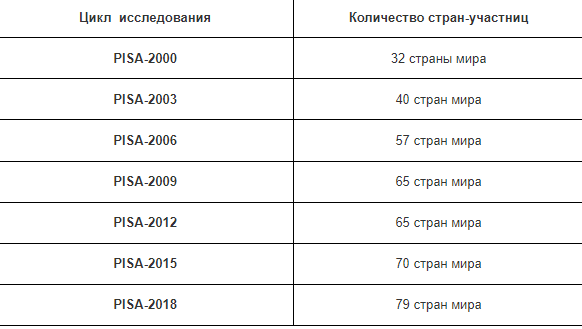 Цикл исследования Количество стран-участниц
PISA-2000 32 страны мира
PISA-2003 40 стран мира
PISA-2006 57 стран мира
PISA-2009 65 стран мира
PISA-2012 65 стран мира
PISA-2015 70 стран мира
PISA-2018 79 стран мира